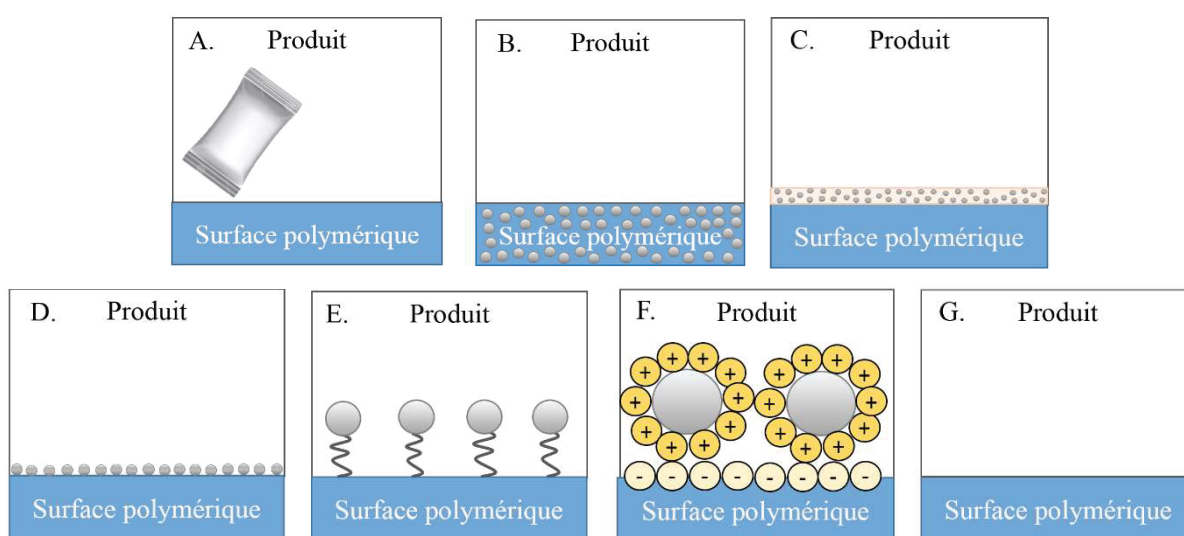 A. Produit
Surface polymérique
B. Produit
Surface polymérique
C. Produit
Surface polymérique
D. Produit
Surface polymérique
E. Produit
Surface polymérique
F. Produit
+ + + + + + + + + + + + + + + + + + + + + +
- - - - - - - -
Surface polymérique
G. Produit
Surface polymérique